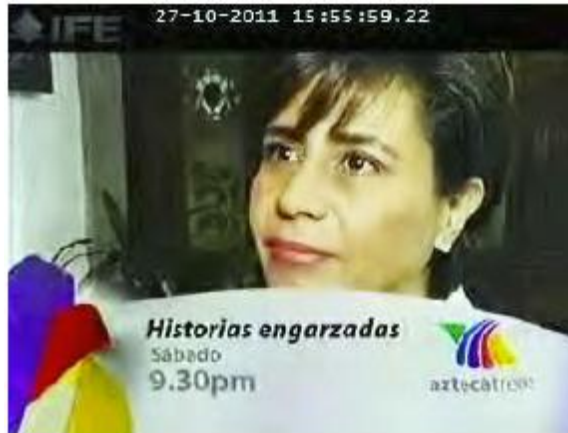 IFE
27-10-2011 15:55:59.22
Historias engarzadas
Sábado
9.30pm
aztecatrece